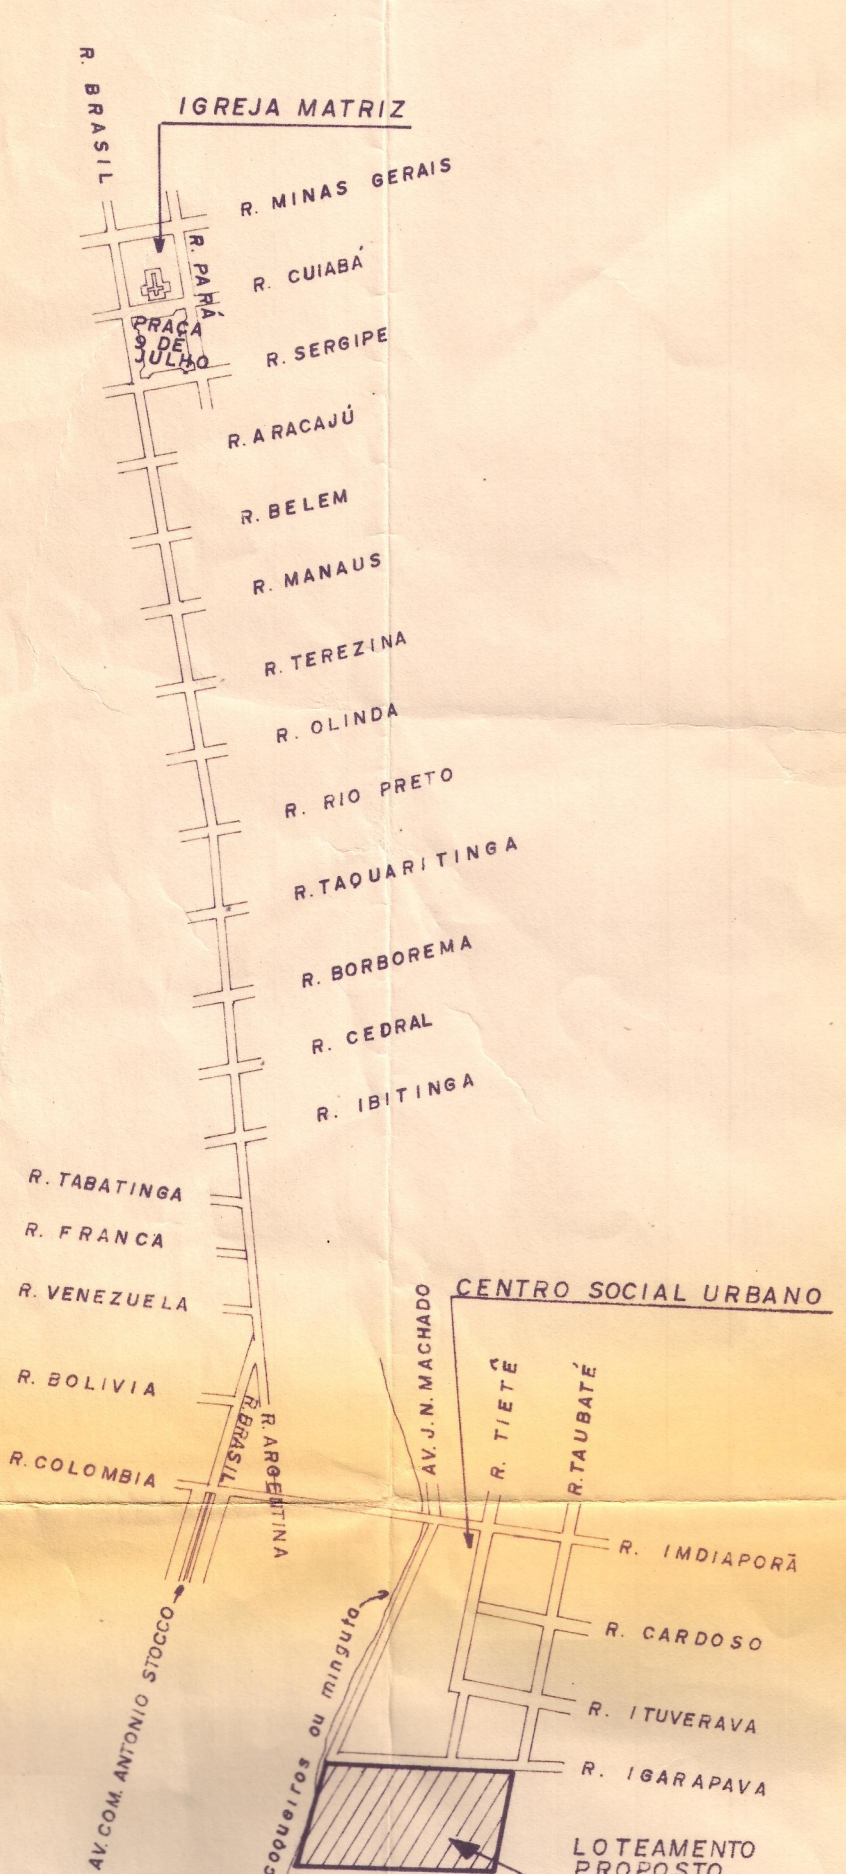 R. BRASIL
IGREJA MATRIZ
R. MINAS GERAIS
R. PARÁ
R. CUIABÁ
PRAÇA
9 DE
JULHO
R. SERGIPE
R. ARACAJÚ
R. BELEM
R. MANAUS
R. TEREZINA
R. OLINDA
R. RIO PRETO
R. TAQUARITINGA
R. BORBOREMA
R. CEDRAL
R. IBITINGA
R. TABATINGA
R. FRANCA
R. VENEZUELA
R. BOLIVIA
R. COLOMBIA
R. BRASIL
R. ARGENTINA
AV. J. N. MACHADO
CENTRO SOCIAL URBANO
R. TIETÊ
R. TAUBATÉ
R. IMDIAPORÃ
R. CARDOSO
R. ITUVERAVA
R. IGARAPAVA
AV. COM. ANTONIO STOCCO
coqueiros ou minguta
LOTEAMENTO
PROPOSTO